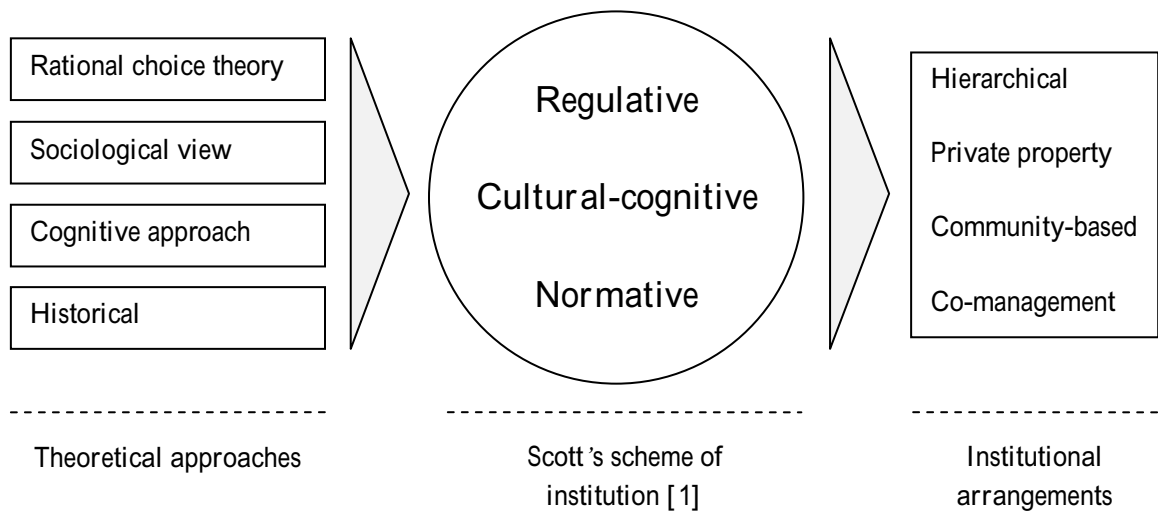 Rational choice theory
Sociological view
Cognitive approach
Historical
Theoretical approaches
Regulative
Cultural-cognitive
Normative
Scott's scheme of
institution [1]
Hierarchical
Private property
Community-based
Co-management
Institutional
arrangements